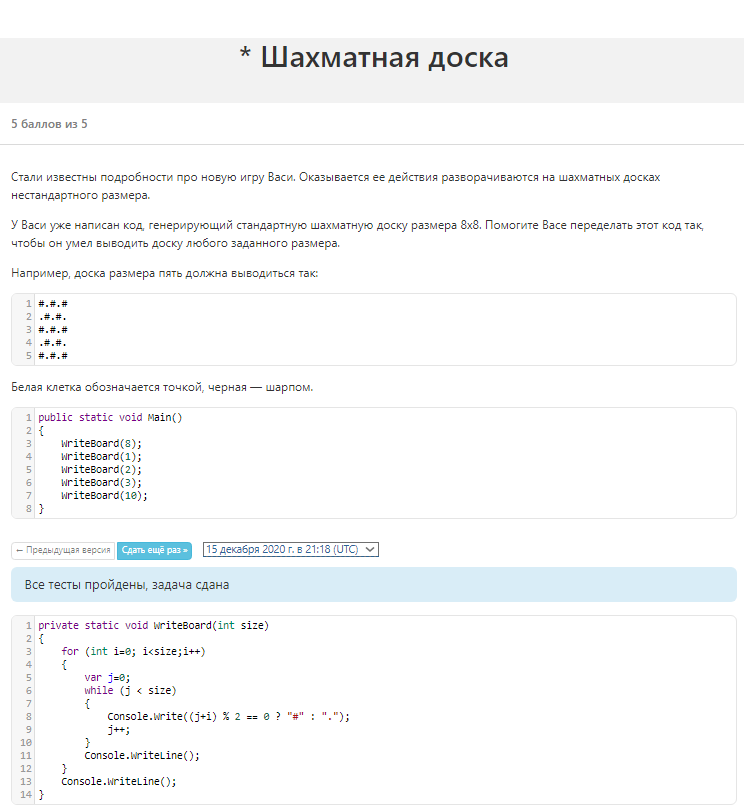 * Шахматная доска
5 баллов из 5
Стали известны подробности про новую игру Васи. Оказывается ее действия разворачиваются на шахматных досках
нестандартного размера.
У Васи уже написан код, генерирующий стандартную шахматную доску размера 8x8. Помогите Васе переделать этот код так,
чтобы он умел выводить доску любого заданного размера.
Например, доска размера пять должна выводиться так:
1 #.#.#
2 .#.#.
3 #.#.#
4 .#.#.
5 #.#.#
Белая клетка обозначается точкой, черная — шарпом.
1 public static void Main()
2 {
3     WriteBoard(8);
4     WriteBoard(1);
5     WriteBoard(2);
6     WriteBoard(3);
7     WriteBoard(10);
8 }
← Предыдущая версия Сдать ещё раз » 15 декабря 2020 г. в 21:18 (UTC)
Все тесты пройдены, задача сдана
1 private static void WriteBoard(int size)
2 {
3     for (int i=0; i<size;i++)
4     {
5         var j=0;
6         while (j < size)
7         {
8             Console.Write((j+i) % 2 == 0 ? "#" : ".");
9             j++;
10         }
11         Console.WriteLine();
12     }
13     Console.WriteLine();
14 }